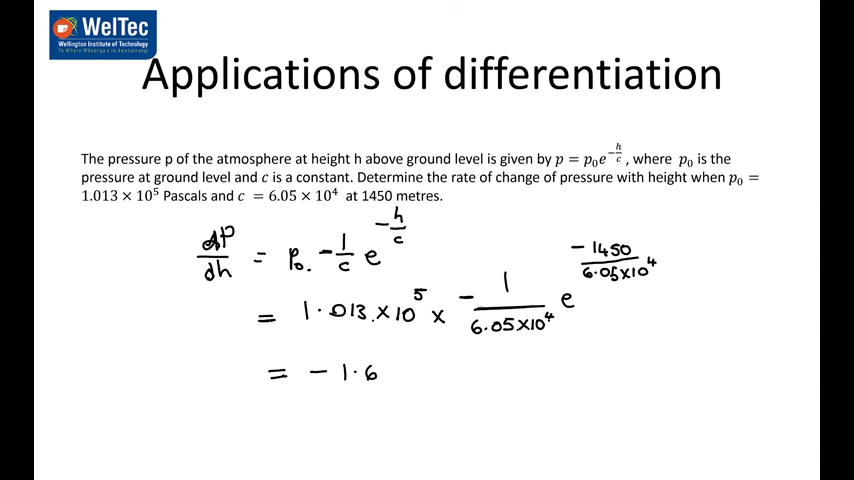 WelTec
Wellington Institute of Technology
Te Whare Wānanga o te Awakairangi
Applications of differentiation
The pressure p of the atmosphere at height h above ground level is given by p = p₀e^(-h/c), where p₀ is the
pressure at ground level and c is a constant. Determine the rate of change of pressure with height when p₀ =
1.013 × 10⁵ Pascals and c = 6.05 × 10⁴ at 1450 metres.
dP/dh = P₀. -1/c e^(-h/c)
= 1.013 × 10⁵ × -1/(6.05×10⁴) e^(-1450/(6.05×10⁴))
= - 1.6